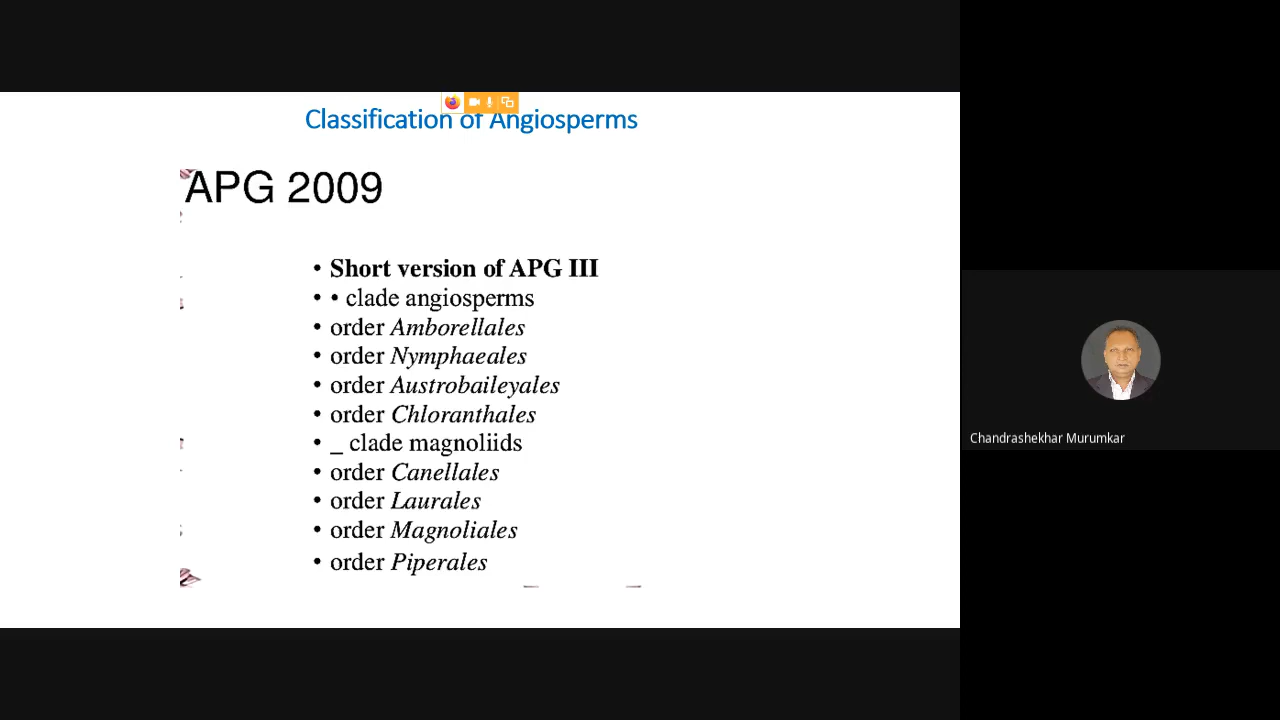 Classification of Angiosperms
APG 2009
• Short version of APG III
• • clade angiosperms
• order Amborellales
• order Nymphaeales
• order Austrobaileyales
• order Chloranthales
• _ clade magnoliids
• order Canellales
• order Laurales
• order Magnoliales
• order Piperales
Chandrashekhar Murumkar